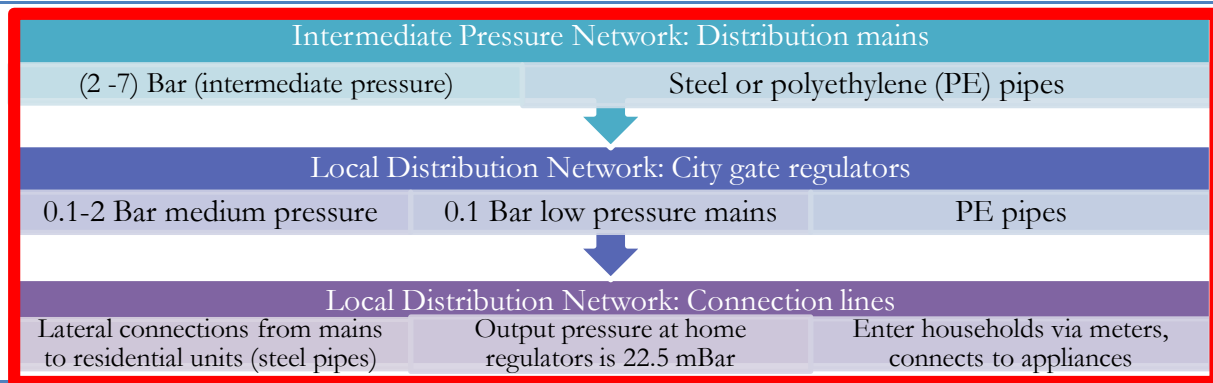 Intermediate Pressure Network: Distribution mains
(2 -7) Bar (intermediate pressure)
Steel or polyethylene (PE) pipes
Local Distribution Network: City gate regulators
0.1-2 Bar medium pressure
0.1 Bar low pressure mains
PE pipes
Local Distribution Network: Connection lines
Lateral connections from mains
to residential units (steel pipes)
Output pressure at home
regulators is 22.5 mBar
Enter households via meters,
connects to appliances